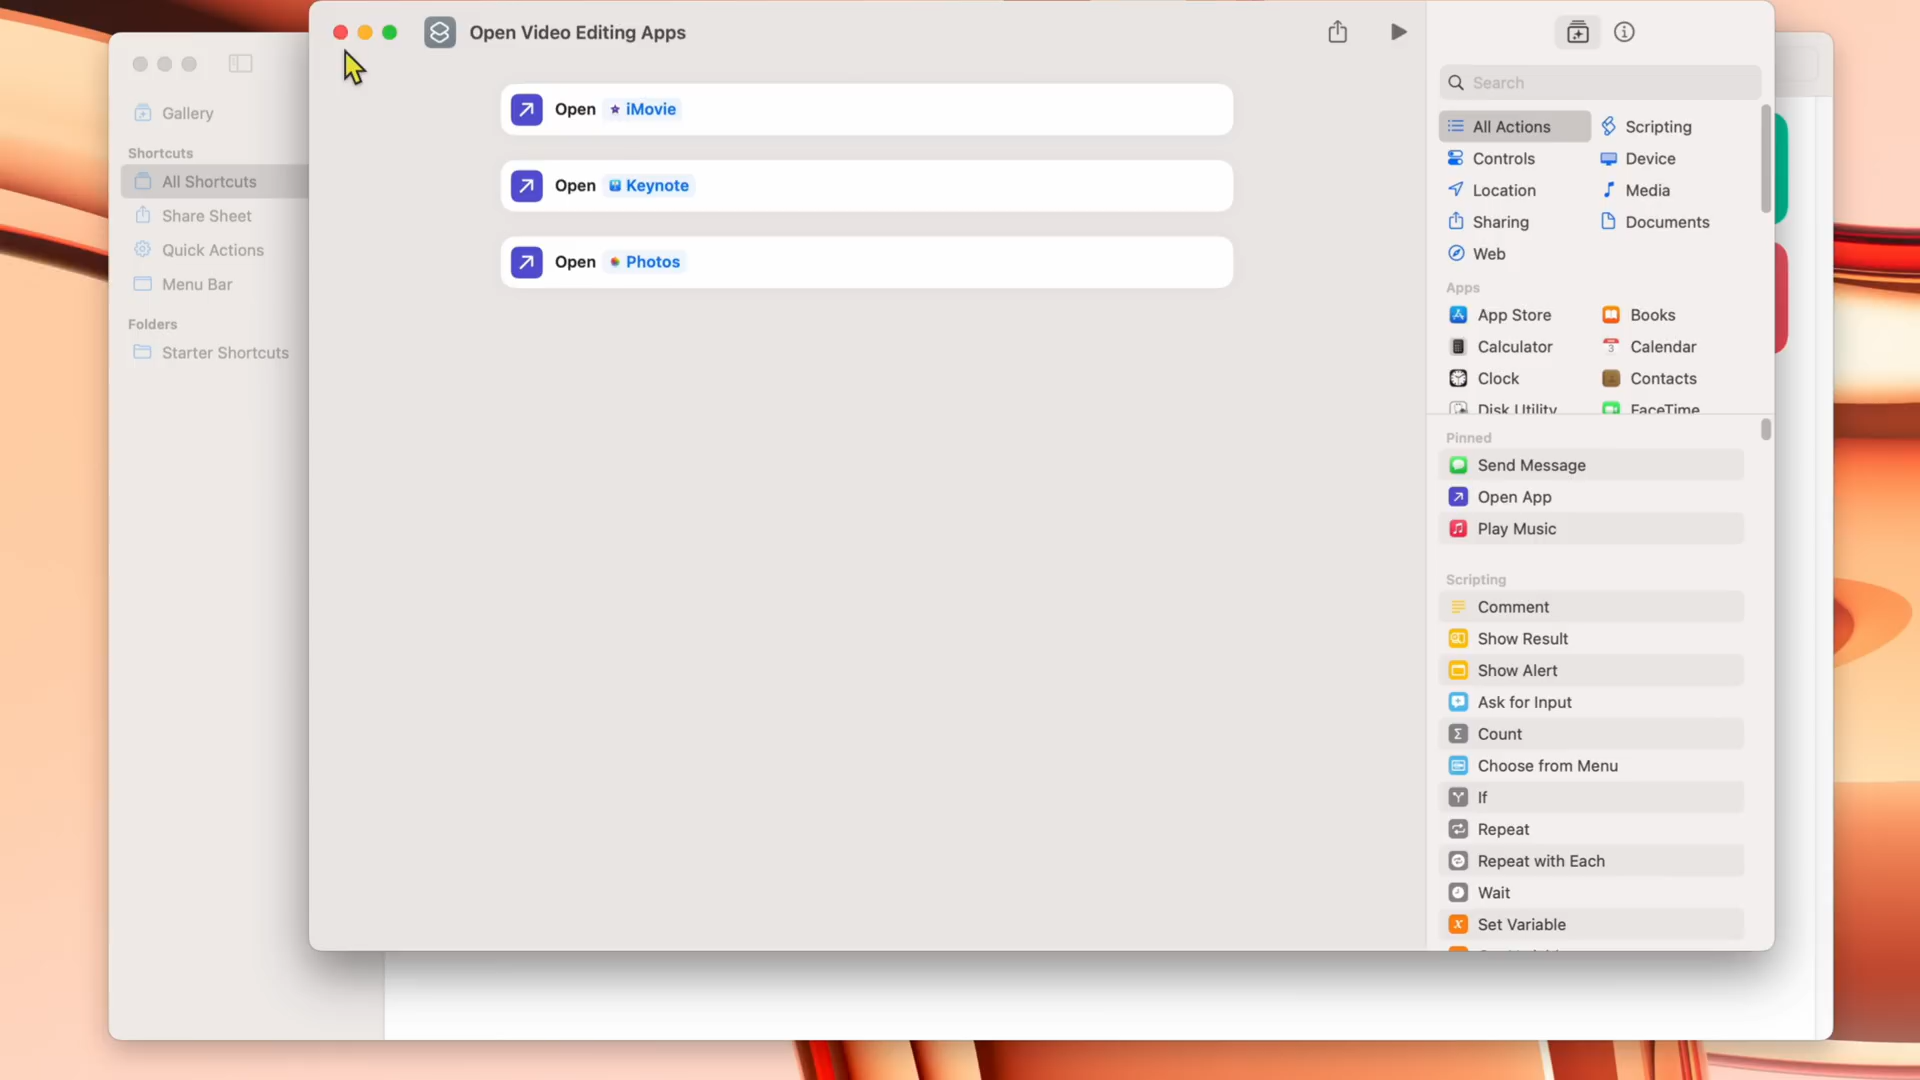 Open Video Editing Apps
Gallery
Shortcuts
All Shortcuts
Share Sheet
Quick Actions
Menu Bar
Folders
Starter Shortcuts
Open iMovie
Open Keynote
Open Photos
Search
All Actions
Scripting
Controls
Device
Location
Media
Sharing
Documents
Web
Apps
App Store
Books
Calculator
Calendar
Clock
Contacts
Disk Utility
FaceTime
Pinned
Send Message
Open App
Play Music
Scripting
Comment
Show Result
Show Alert
Ask for Input
Count
Choose from Menu
If
Repeat
Repeat with Each
Wait
Set Variable